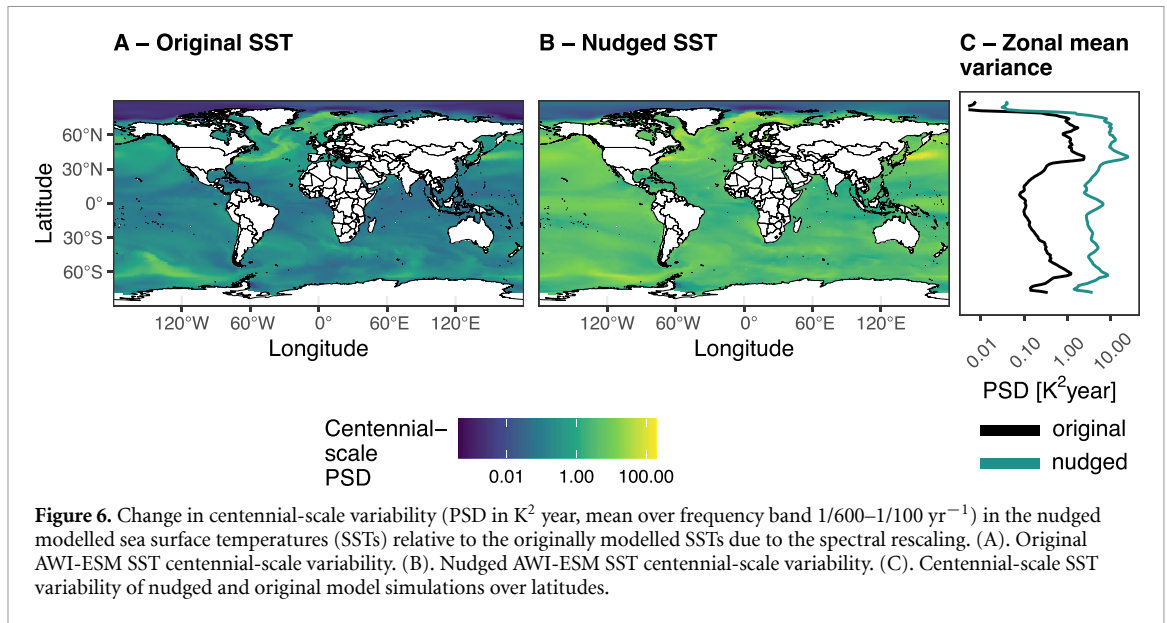 A – Original SST
B – Nudged SST
C – Zonal mean
variance
Latitude
60°N
30°N
0°
30°S
60°S
120°W
60°W
0°
60°E
120°E
Longitude
120°W
60°W
0°
60°E
120°E
Longitude
0.01
0.10
1.00
10.00
PSD [K²year]
original
nudged
Centennial–
scale
PSD
0.01
1.00
100.00
Figure 6. Change in centennial-scale variability (PSD in K² year, mean over frequency band 1/600–1/100 yr⁻¹) in the nudged
modelled sea surface temperatures (SSTs) relative to the originally modelled SSTs due to the spectral rescaling. (A). Original
AWI-ESM SST centennial-scale variability. (B). Nudged AWI-ESM SST centennial-scale variability. (C). Centennial-scale SST
variability of nudged and original model simulations over latitudes.